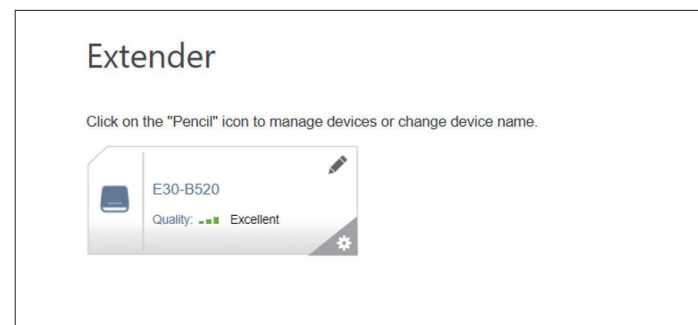 Extender
Click on the "Pencil" icon to manage devices or change device name.
E30-B520
Quality: Excellent